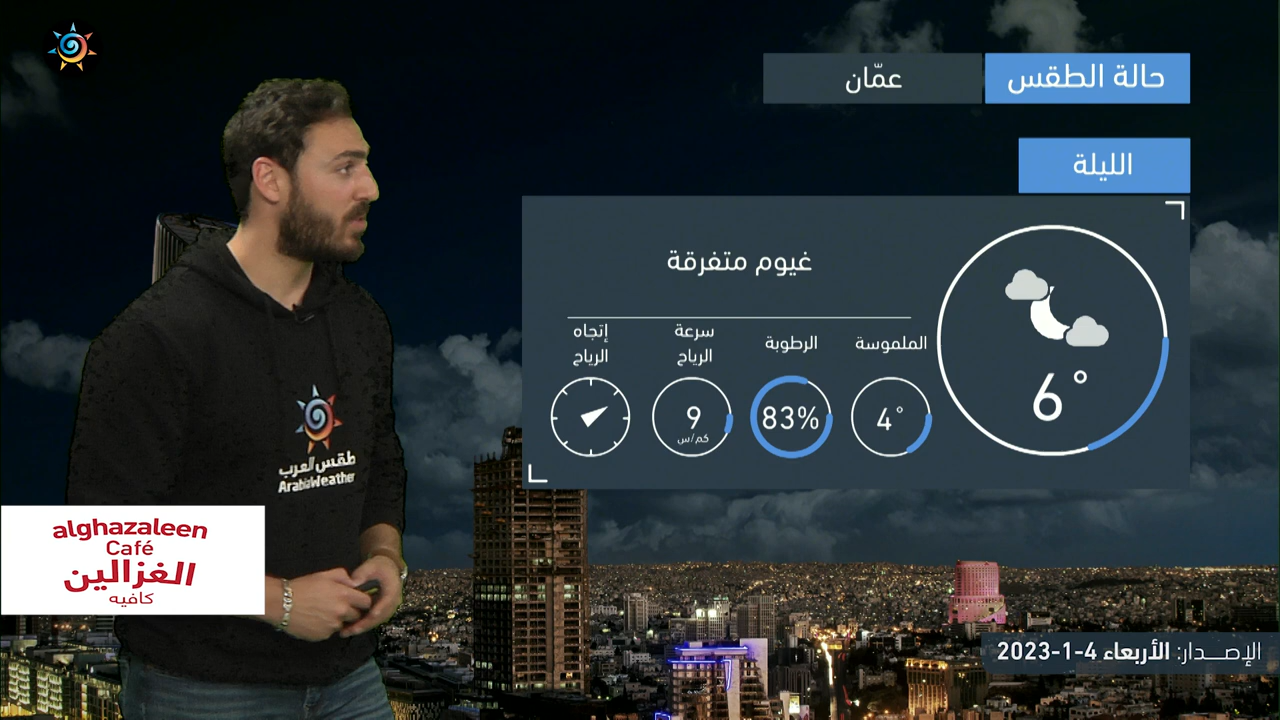 حالة الطقس
عمّان
الليلة
غيوم متفرقة
6°
الملموسة
4°
الرطوبة
83%
سرعة
الرياح
9
كم/س
إتجاه
الرياح
طقس العرب
ArabiaWeather
alghazaleen
Café
الغزالين
كافيه
الإصـــدار: الأربعاء 4-1-2023